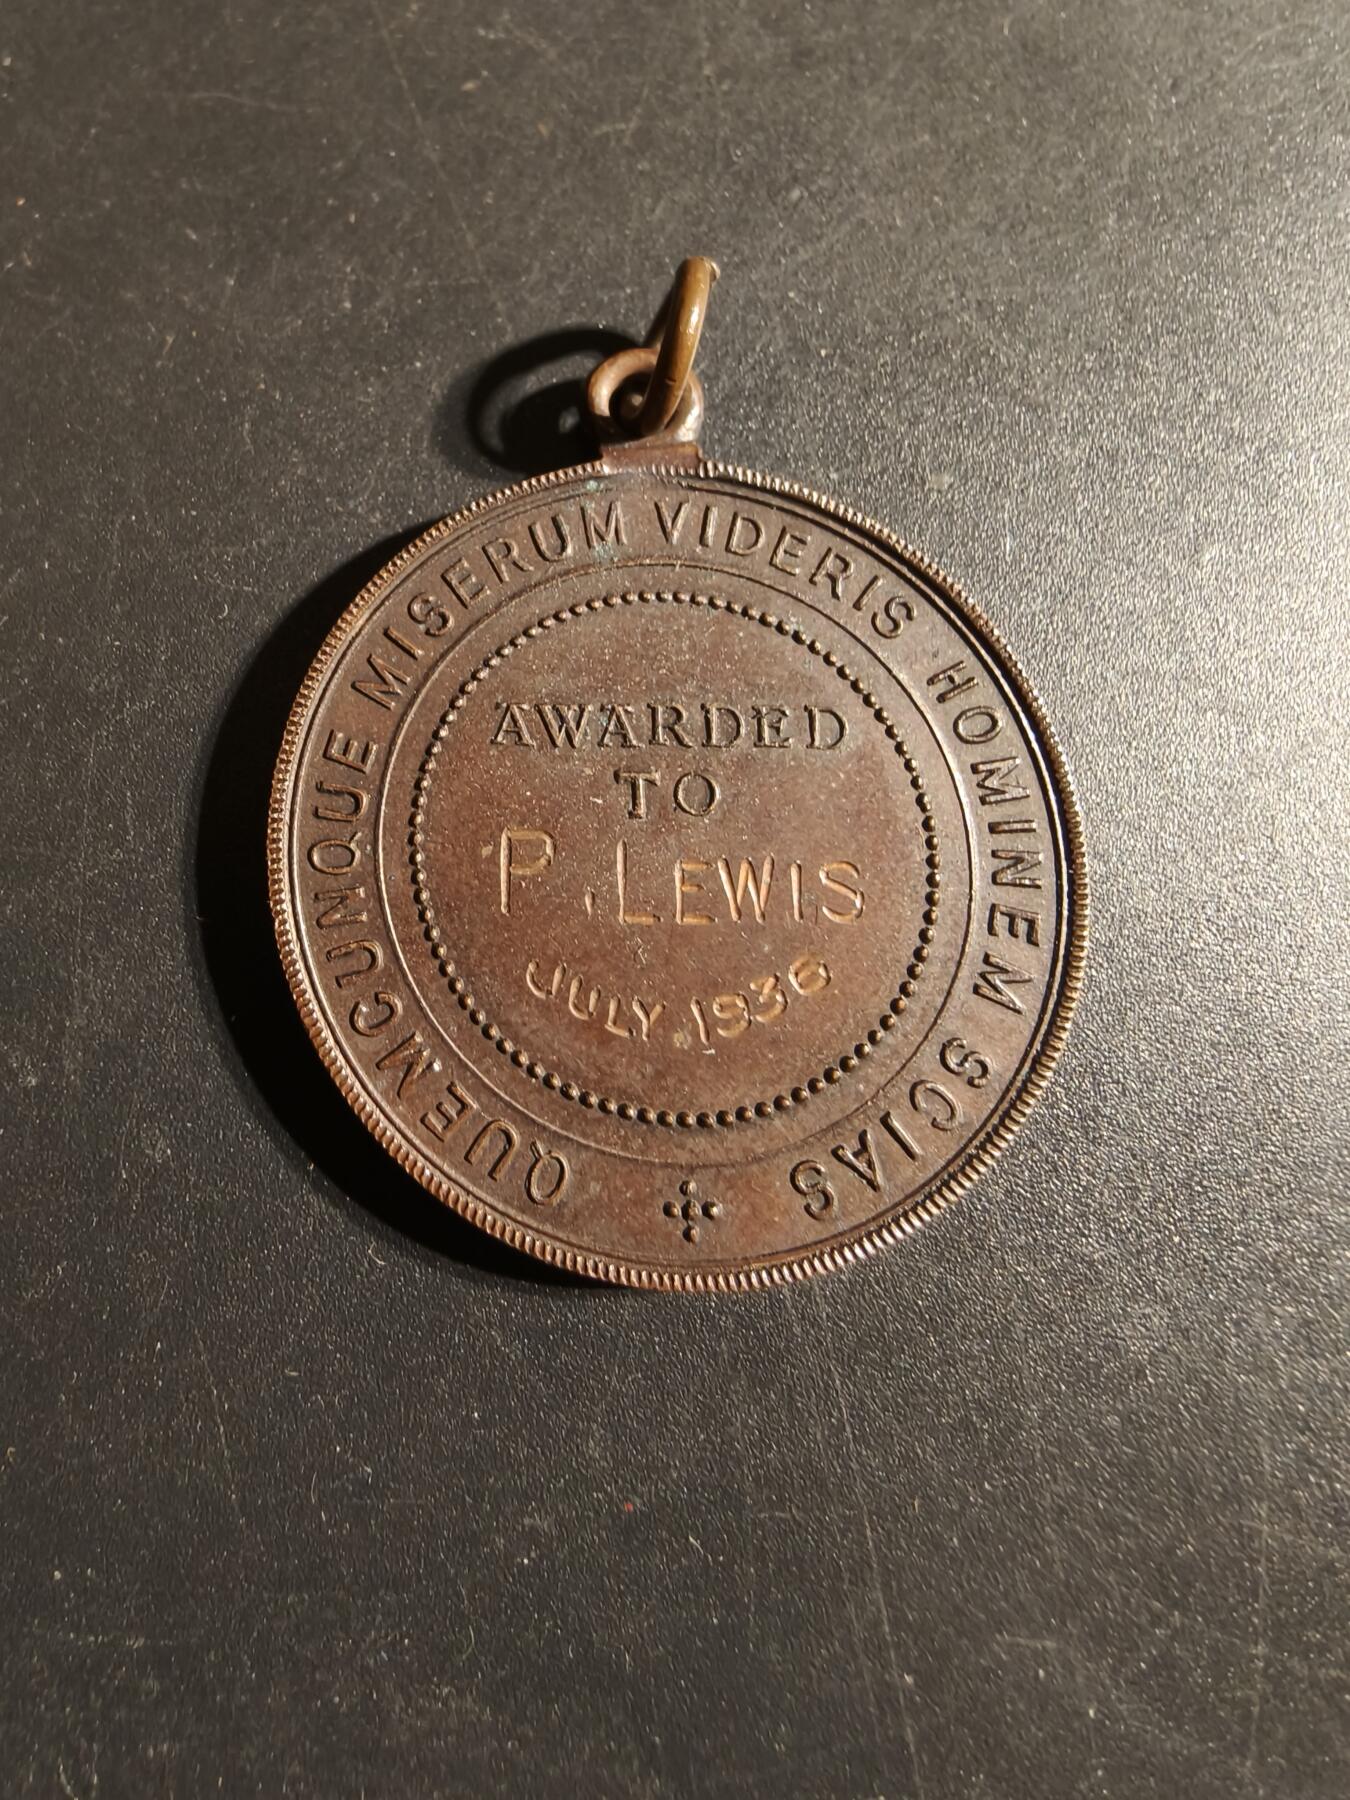 QUEMCUNQUE MISERUM VIDERIS HOMINEM SCIAS
AWARDED
TO
P. LEWIS
JULY. 1936